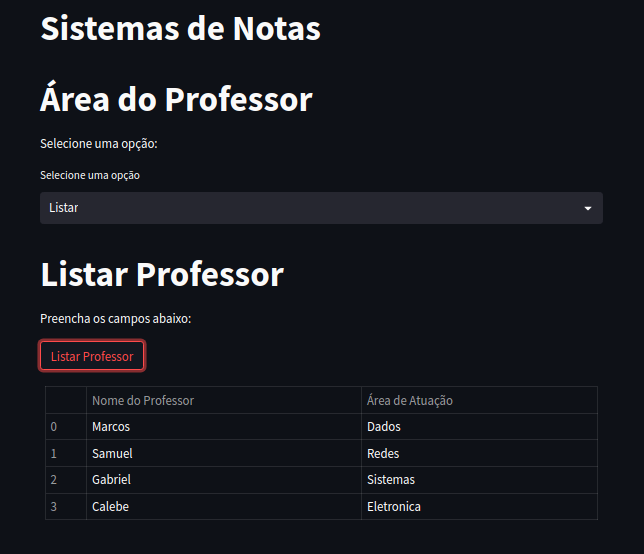 Sistemas de Notas
Área do Professor
Selecione uma opção:
Selecione uma opção
Listar
Listar Professor
Preencha os campos abaixo:
Listar Professor
Nome do Professor Área de Atuação
0 Marcos Dados
1 Samuel Redes
2 Gabriel Sistemas
3 Calebe Eletronica